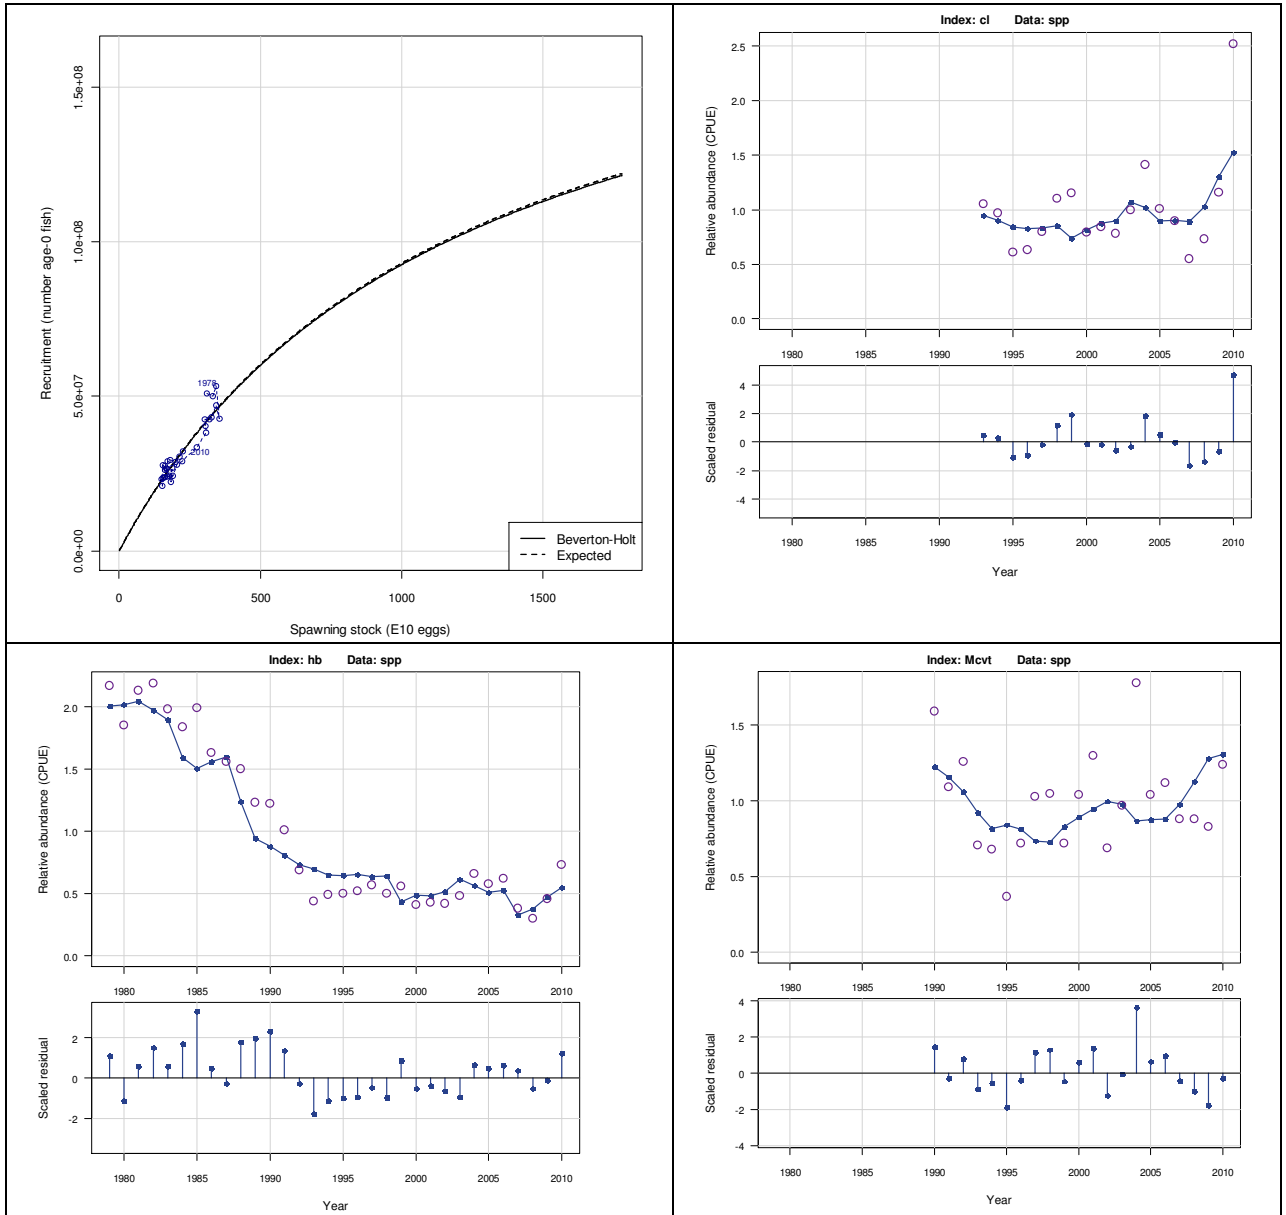 Recruitment (number age-0 fish)
1.5e+08
1.0e+08
5.0e+07
0.0e+00
1978
2010
Beverton-Holt
Expected
0 500 1000 1500
Spawning stock (E10 eggs)
Index: cl Data: spp
Relative abundance (CPUE)
2.5
2.0
1.5
1.0
0.5
0.0
1980 1985 1990 1995 2000 2005 2010
Scaled residual
4
2
0
-2
-4
1980 1985 1990 1995 2000 2005 2010
Year
Index: hb Data: spp
Relative abundance (CPUE)
2.0
1.5
1.0
0.5
0.0
1980 1985 1990 1995 2000 2005 2010
Scaled residual
2
0
-2
1980 1985 1990 1995 2000 2005 2010
Year
Index: Mcvt Data: spp
Relative abundance (CPUE)
1.5
1.0
0.5
0.0
1980 1985 1990 1995 2000 2005 2010
Scaled residual
4
2
0
-2
-4
1980 1985 1990 1995 2000 2005 2010
Year